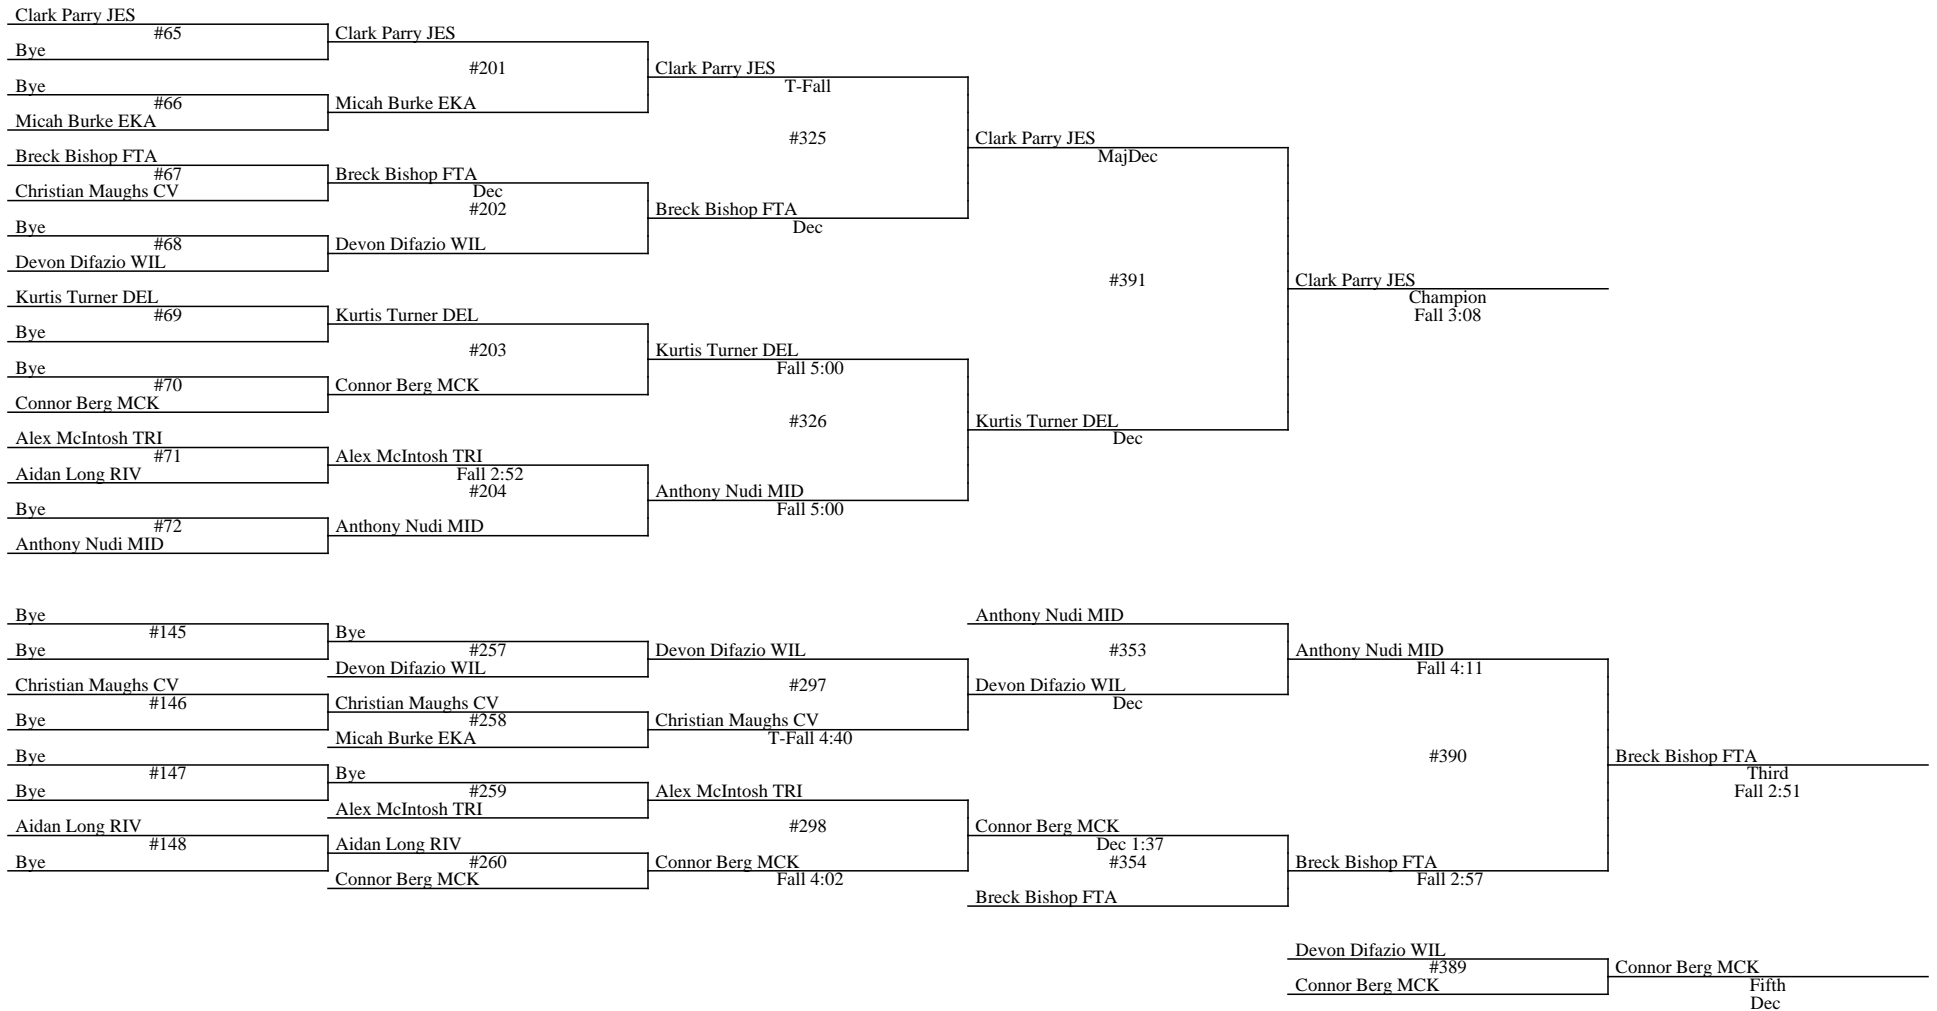 Clark Parry JES
#65
Bye
Clark Parry JES
#201
Bye
#66
Micah Burke EKA
Micah Burke EKA
Clark Parry JES
T-Fall
#325
Breck Bishop FTA
#67
Christian Maughs CV
Breck Bishop FTA
Dec
#202
Bye
#68
Devon Difazio WIL
Devon Difazio WIL
Breck Bishop FTA
Dec
Clark Parry JES
MajDec
#391
Kurtis Turner DEL
#69
Bye
Kurtis Turner DEL
#203
Bye
#70
Connor Berg MCK
Connor Berg MCK
Kurtis Turner DEL
Fall 5:00
#326
Alex McIntosh TRI
#71
Aidan Long RIV
Alex McIntosh TRI
Fall 2:52
#204
Bye
#72
Anthony Nudi MID
Anthony Nudi MID
Anthony Nudi MID
Fall 5:00
Kurtis Turner DEL
Dec
Clark Parry JES
Champion
Fall 3:08
Bye
#145
Bye
Bye
#257
Devon Difazio WIL
Devon Difazio WIL
#297
Christian Maughs CV
#146
Bye
Christian Maughs CV
#258
Micah Burke EKA
Christian Maughs CV
T-Fall 4:40
Anthony Nudi MID
#353
Devon Difazio WIL
Dec
Anthony Nudi MID
Fall 4:11
#390
Bye
#147
Bye
Bye
#259
Alex McIntosh TRI
Alex McIntosh TRI
#298
Aidan Long RIV
#148
Bye
Aidan Long RIV
#260
Connor Berg MCK
Connor Berg MCK
Fall 4:02
Connor Berg MCK
Dec 1:37
#354
Breck Bishop FTA
Breck Bishop FTA
Fall 2:57
Breck Bishop FTA
Third
Fall 2:51
Devon Difazio WIL
#389
Connor Berg MCK
Connor Berg MCK
Fifth
Dec